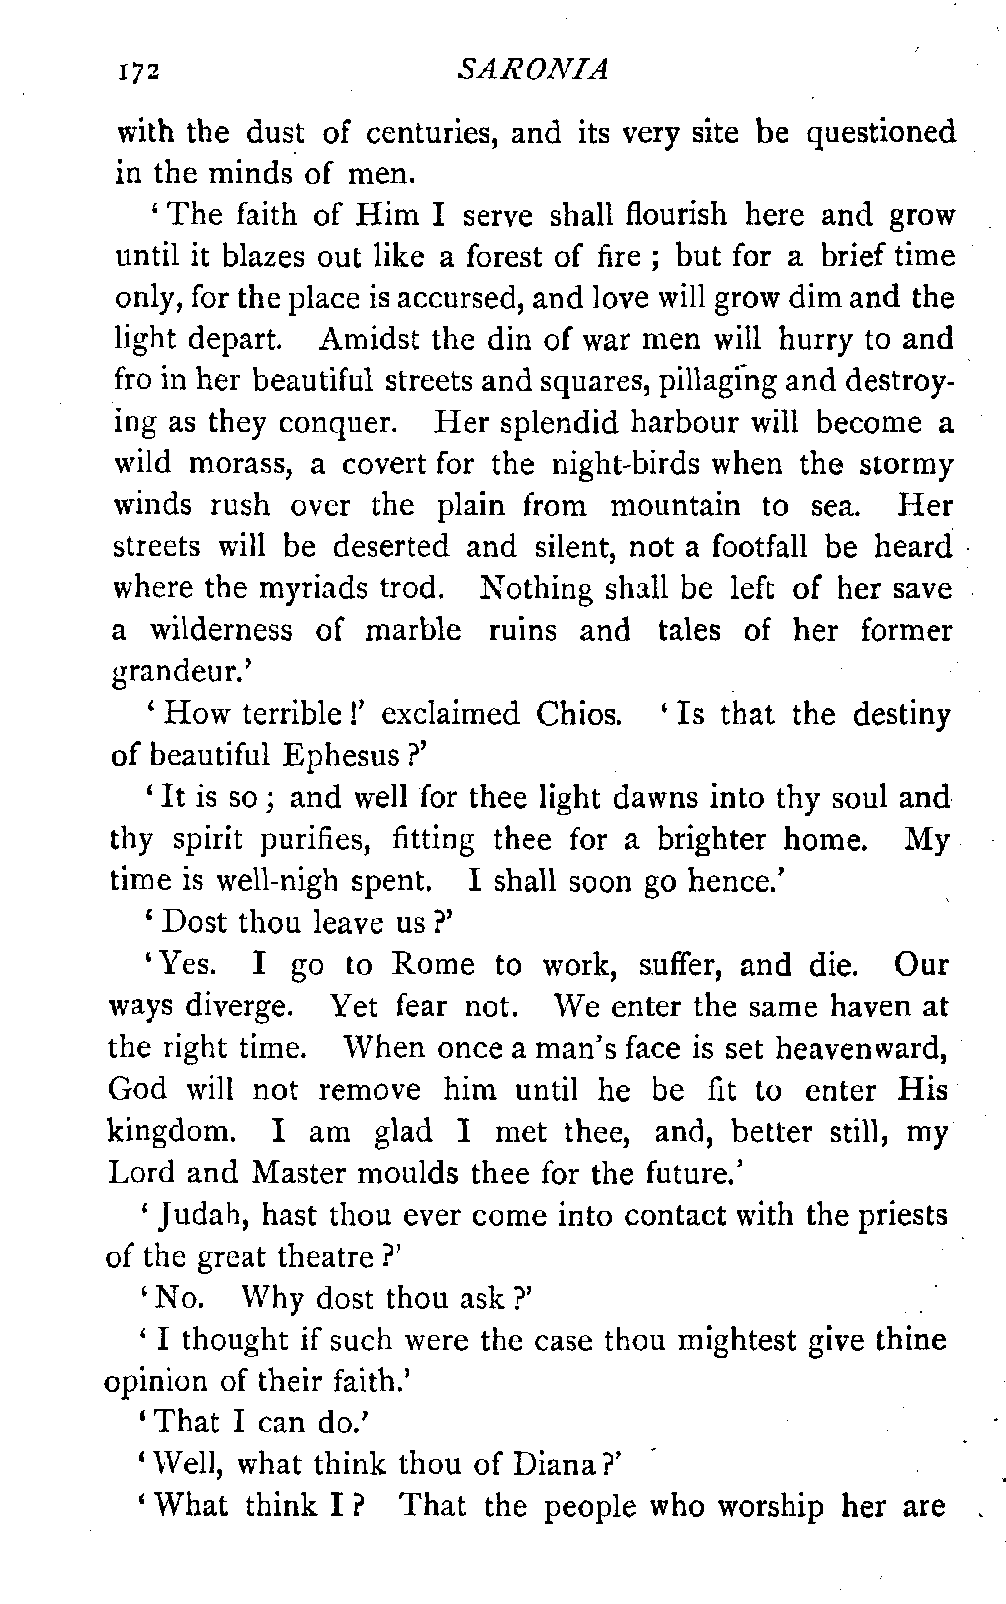 172 SARONIA
with the dust of centuries, and its very site be questioned
in the minds of men.
‘ The faith of Him I serve shall flourish here and grow
until it blazes out like a forest of fire ; but for a brief time
only, for the place is accursed, and love will grow dim and the
light depart. Amidst the din of war men will hurry to and
fro in her beautiful streets and squares, pillaging and destroy-
ing as they conquer. Her splendid harbour will become a
wild morass, a covert for the night-birds when the stormy
winds rush over the plain from mountain to sea. Her
streets will be deserted and silent, not a footfall be heard
where the myriads trod. Nothing shall be left of her save
a wilderness of marble ruins and tales of her former
grandeur.’
‘ How terrible !’ exclaimed Chios. ‘ Is that the destiny
of beautiful Ephesus ?’
‘ It is so ; and well for thee light dawns into thy soul and
thy spirit purifies, fitting thee for a brighter home. My
time is well-nigh spent. I shall soon go hence.’
‘ Dost thou leave us ?’
‘ Yes. I go to Rome to work, suffer, and die. Our
ways diverge. Yet fear not. We enter the same haven at
the right time. When once a man’s face is set heavenward,
God will not remove him until he be fit to enter His
kingdom. I am glad I met thee, and, better still, my
Lord and Master moulds thee for the future.’
‘ Judah, hast thou ever come into contact with the priests
of the great theatre ?’
‘ No. Why dost thou ask ?’
‘ I thought if such were the case thou mightest give thine
opinion of their faith.’
‘ That I can do.’
‘ Well, what think thou of Diana ?’
‘ What think I ? That the people who worship her are